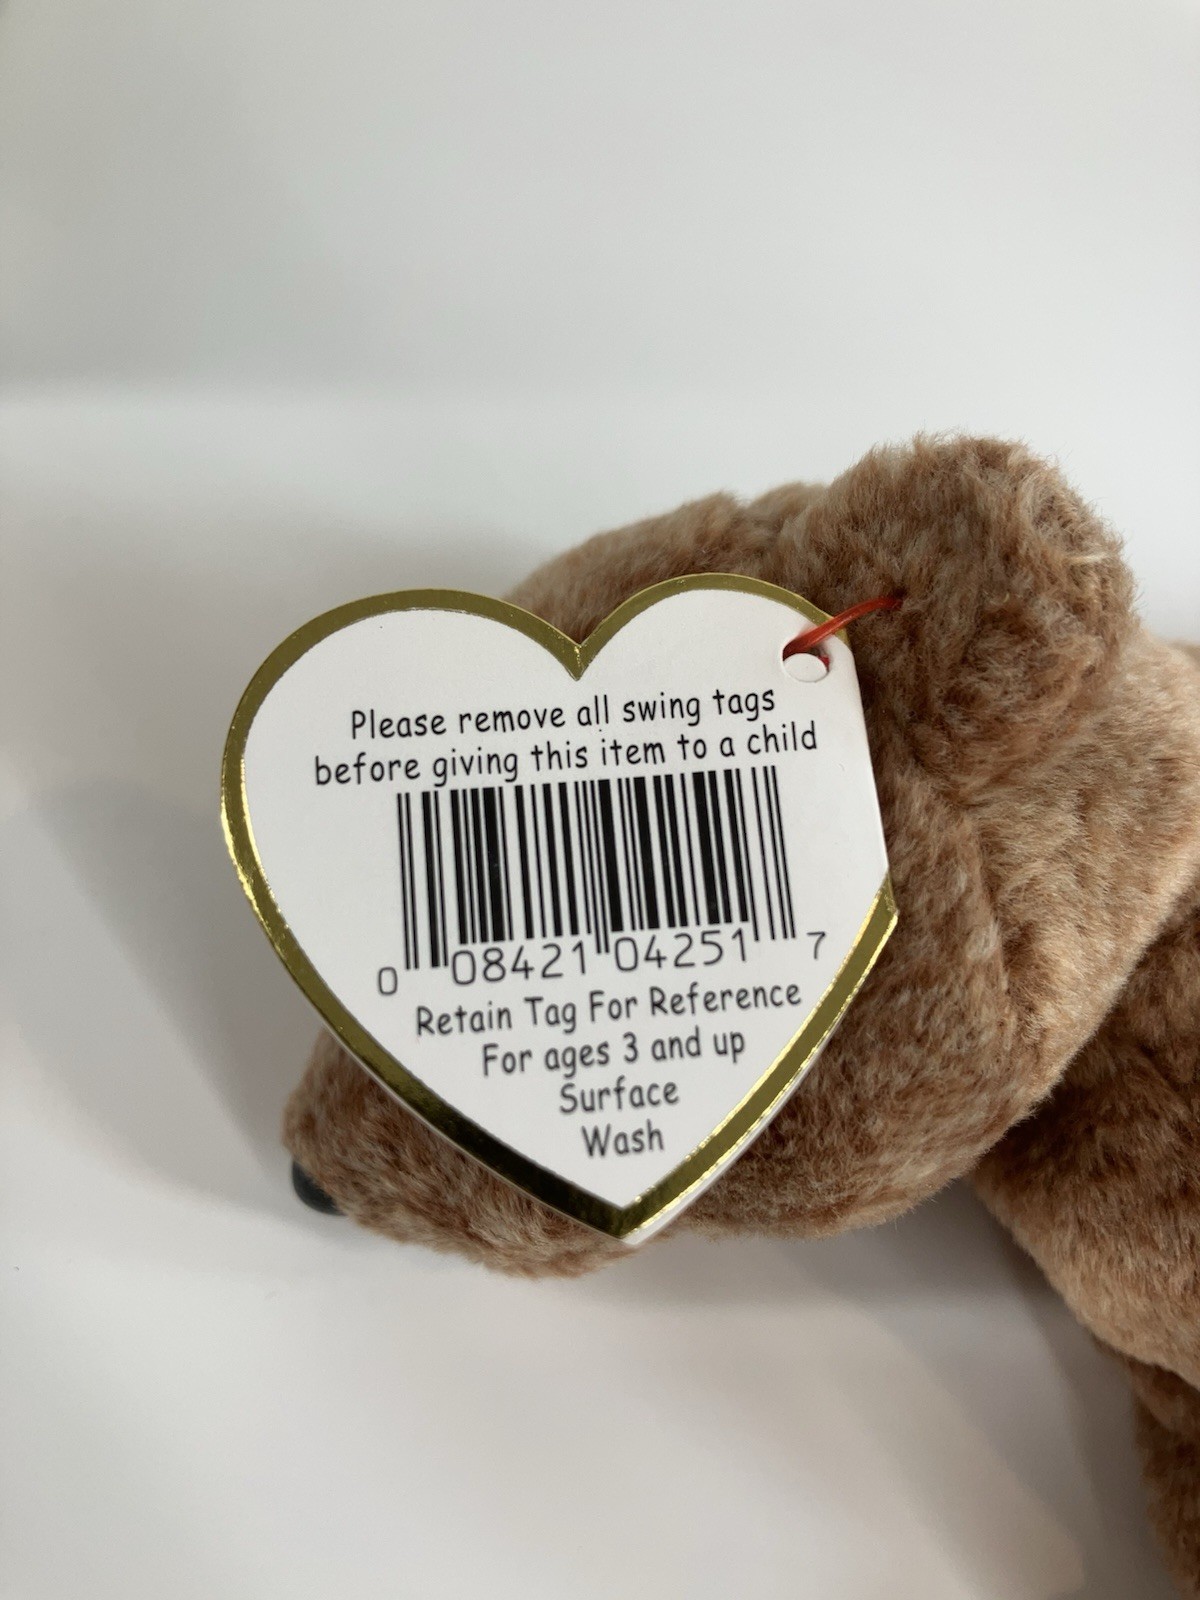 Please remove all swing tags
before giving this item to a child
0 08421 04251 7
Retain Tag For Reference
For ages 3 and up
Surface
Wash